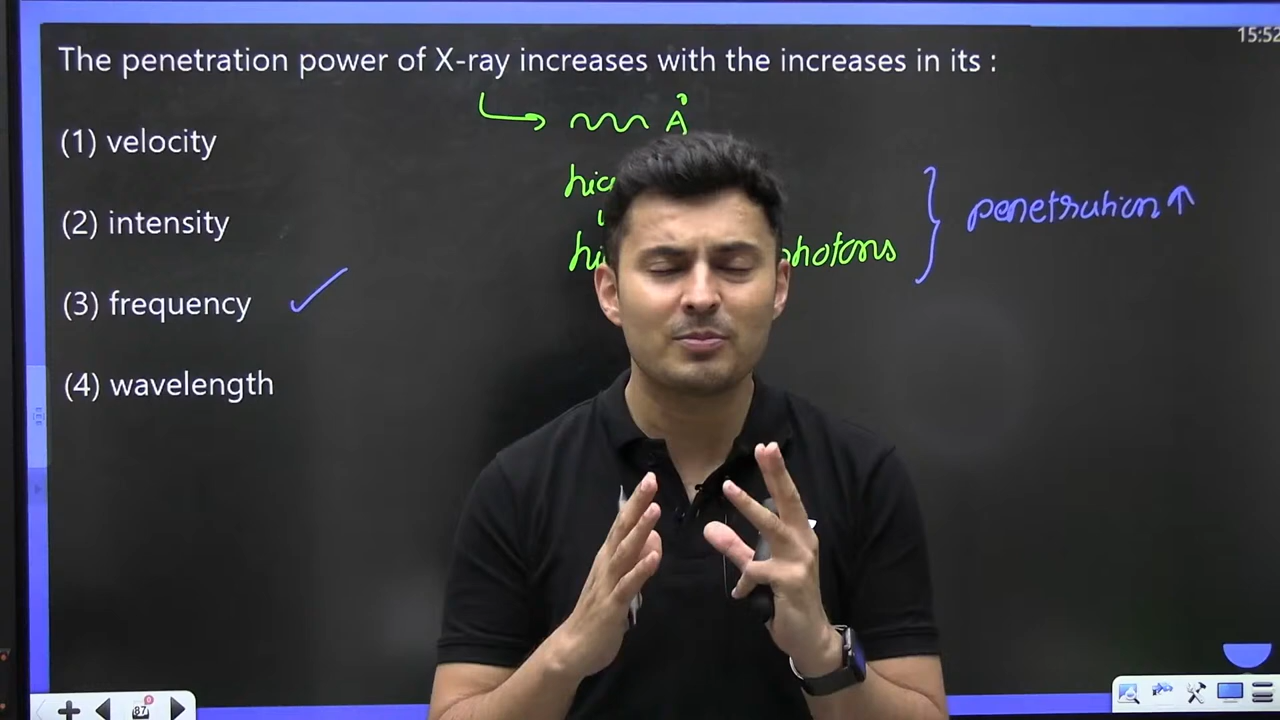 15:52
The penetration power of X-ray increases with the increases in its :
Å
(1) velocity
penetration ↑
(2) intensity
photons
(3) frequency ✓
(4) wavelength
87